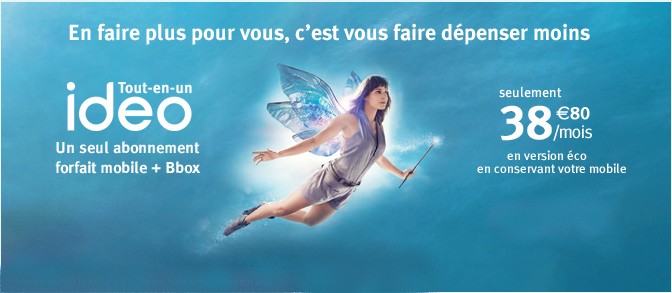 En faire plus pour vous, c’est vous faire dépenser moins
Tout-en-un
ideo
Un seul abonnement
forfait mobile + Bbox
seulement
38€80
/mois
en version éco
en conservant votre mobile